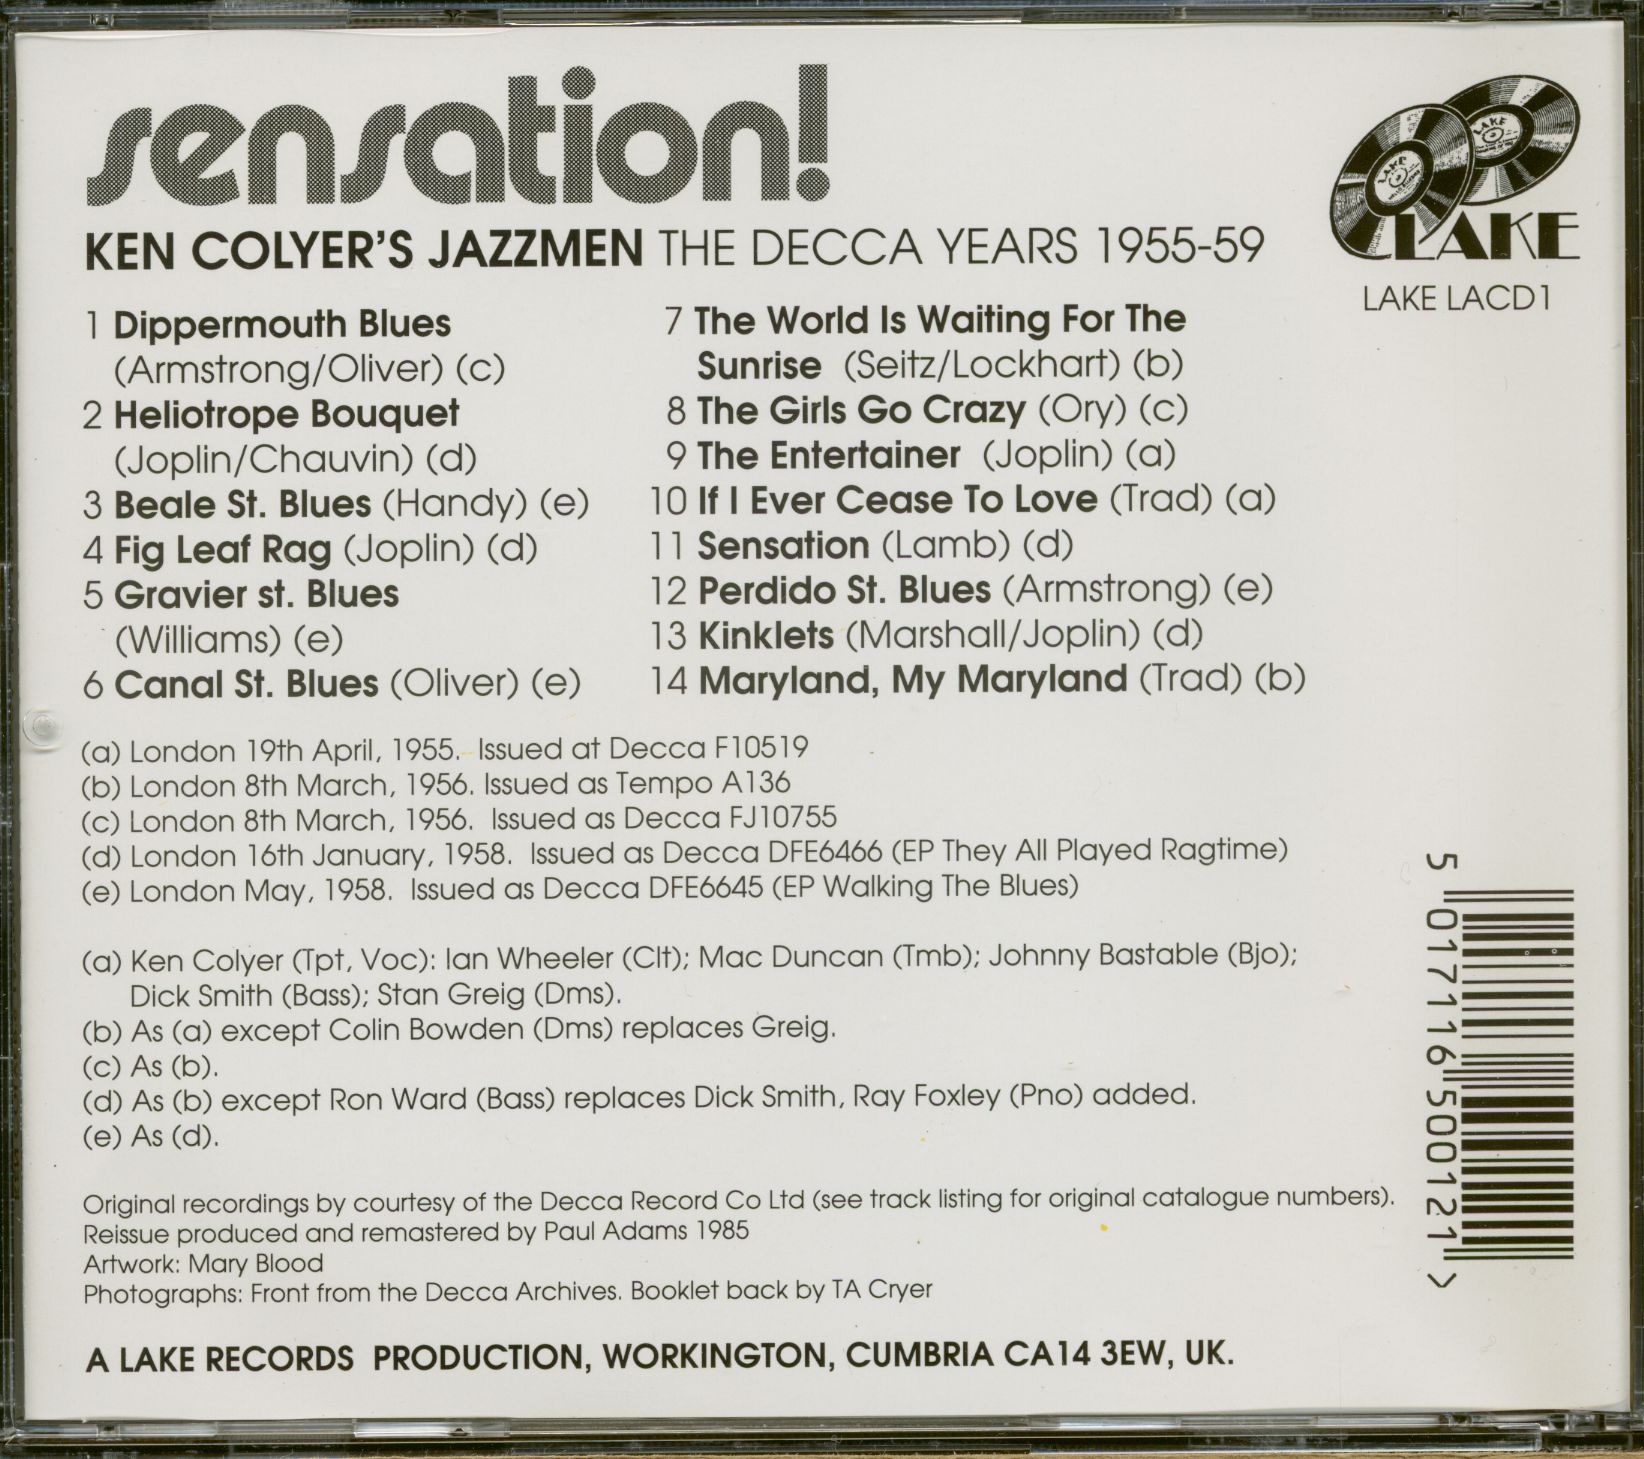 sensation!
KEN COLYER'S JAZZMEN THE DECCA YEARS 1955-59
LAKE
LAKE
LAKE
LAKE LACD1
1 Dippermouth Blues
(Armstrong/Oliver) (c)
2 Heliotrope Bouquet
(Joplin/Chauvin) (d)
3 Beale St. Blues (Handy) (e)
4 Fig Leaf Rag (Joplin) (d)
5 Gravier st. Blues
(Williams) (e)
6 Canal St. Blues (Oliver) (e)
7 The World Is Waiting For The
Sunrise (Seitz/Lockhart) (b)
8 The Girls Go Crazy (Ory) (c)
9 The Entertainer (Joplin) (a)
10 If I Ever Cease To Love (Trad) (a)
11 Sensation (Lamb) (d)
12 Perdido St. Blues (Armstrong) (e)
13 Kinklets (Marshall/Joplin) (d)
14 Maryland, My Maryland (Trad) (b)
(a) London 19th April, 1955. Issued at Decca F10519
(b) London 8th March, 1956. Issued as Tempo A136
(c) London 8th March, 1956. Issued as Decca FJ10755
(d) London 16th January, 1958. Issued as Decca DFE6466 (EP They All Played Ragtime)
(e) London May, 1958. Issued as Decca DFE6645 (EP Walking The Blues)
(a) Ken Colyer (Tpt, Voc): Ian Wheeler (Clt); Mac Duncan (Tmb); Johnny Bastable (Bjo);
Dick Smith (Bass); Stan Greig (Dms).
(b) As (a) except Colin Bowden (Dms) replaces Greig.
(c) As (b).
(d) As (b) except Ron Ward (Bass) replaces Dick Smith, Ray Foxley (Pno) added.
(e) As (d).
Original recordings by courtesy of the Decca Record Co Ltd (see track listing for original catalogue numbers).
Reissue produced and remastered by Paul Adams 1985
Artwork: Mary Blood
Photographs: Front from the Decca Archives. Booklet back by TA Cryer
A LAKE RECORDS PRODUCTION, WORKINGTON, CUMBRIA CA14 3EW, UK.
5 017116 500121 >